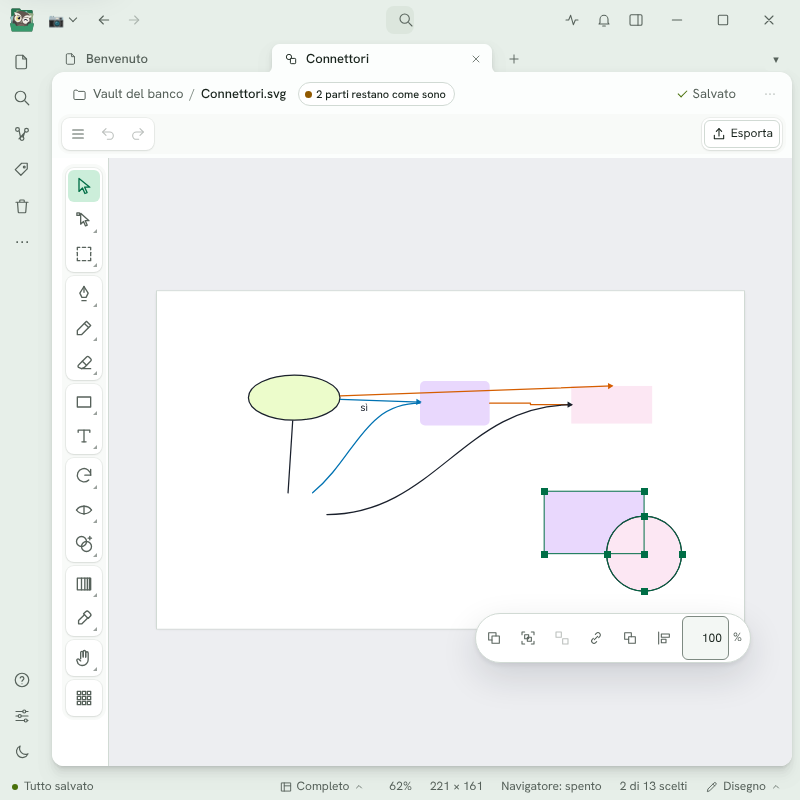 Benvenuto
Connettori
Vault del banco / Connettori.svg
2 parti restano come sono
Salvato
Esporta
sì
100 %
Tutto salvato
Completo
62%
221 × 161
Navigatore: spento
2 di 13 scelti
Disegno